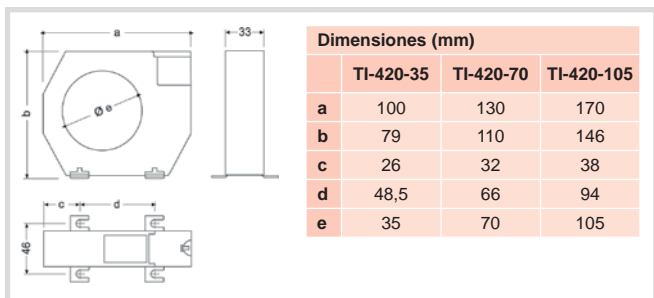 a
33
b
Ø e
c
d
46
Dimensiones (mm)
TI-420-35 TI-420-70 TI-420-105
a 100 130 170
b 79 110 146
c 26 32 38
d 48,5 66 94
e 35 70 105